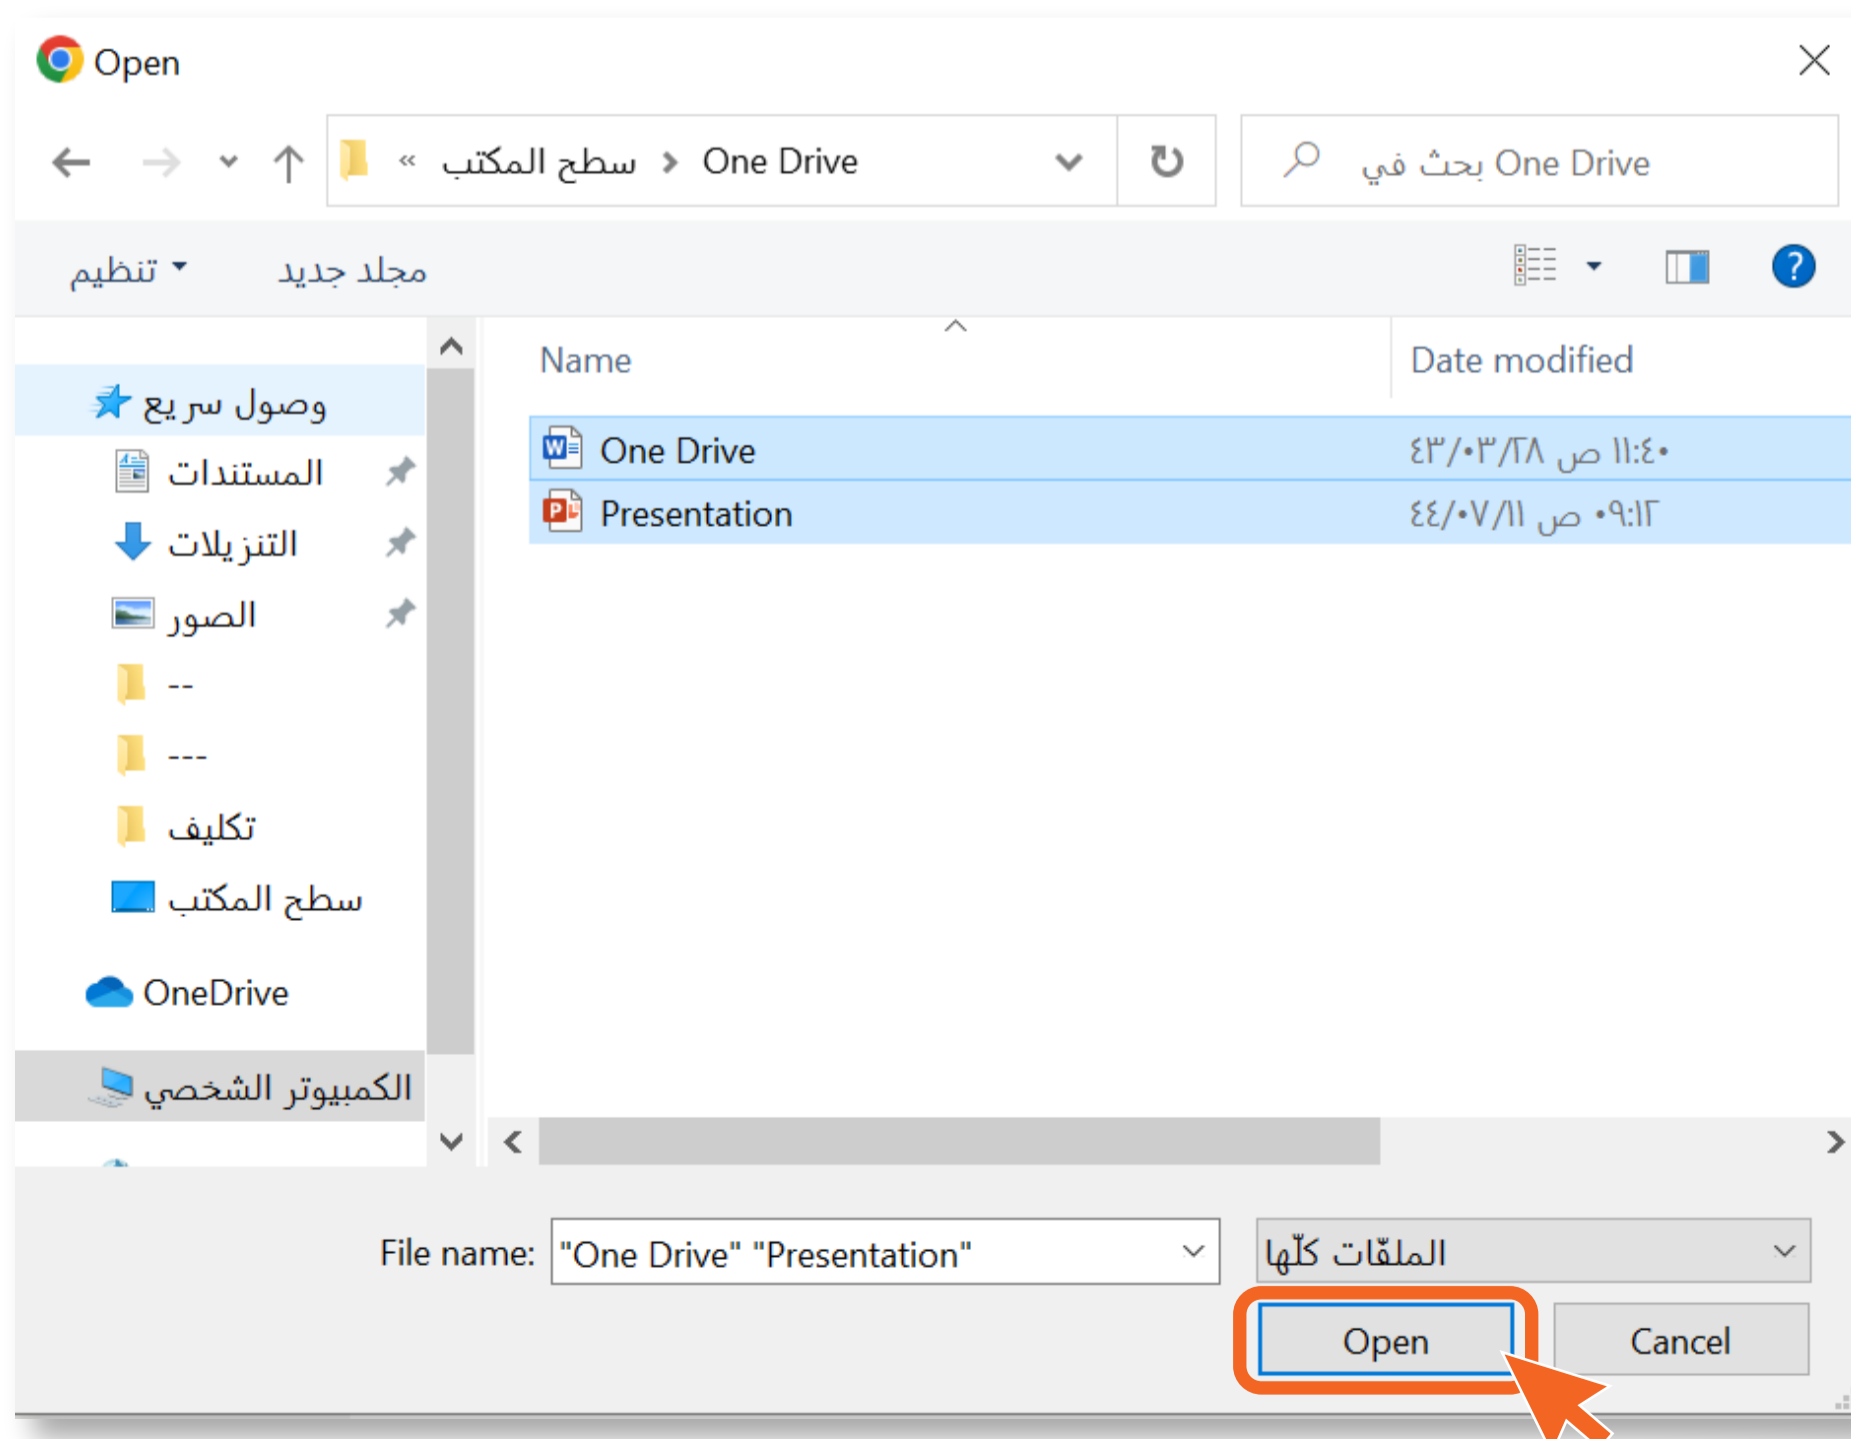 Open
سطح المكتب One Drive
بحث في One Drive
تنظيم مجلد جديد
Name Date modified
One Drive ٤٣/٠٣/٢٨ ص ١١:٤٠
Presentation ٤٤/٠٧/١١ ص ٠٩:١٢
وصول سريع
المستندات
التنزيلات
الصور
--
---
تكليف
سطح المكتب
OneDrive
الكمبيوتر الشخصي
File name: "One Drive" "Presentation" الملفّات كلّها
Open Cancel